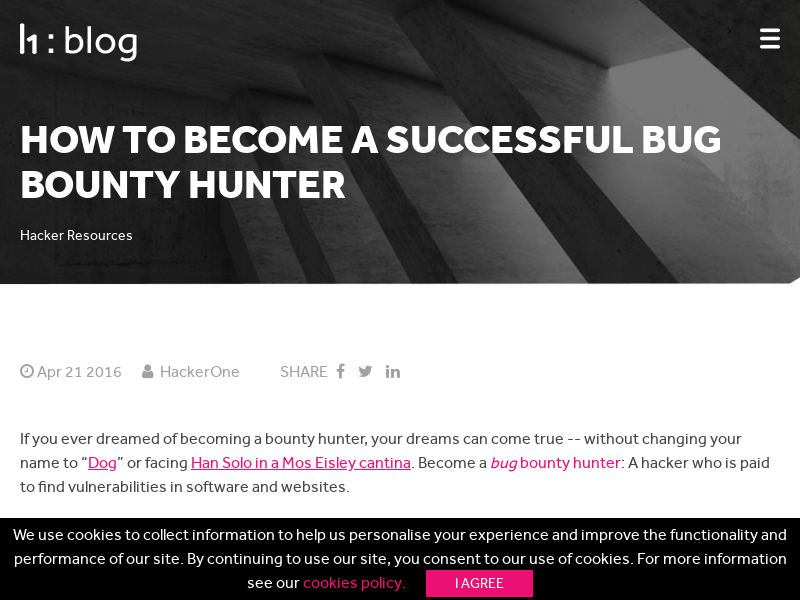 h1 : blog
HOW TO BECOME A SUCCESSFUL BUG
BOUNTY HUNTER
Hacker Resources
Apr 21 2016 HackerOne SHARE
If you ever dreamed of becoming a bounty hunter, your dreams can come true -- without changing your
name to “Dog” or facing Han Solo in a Mos Eisley cantina. Become a bug bounty hunter: A hacker who is paid
to find vulnerabilities in software and websites.
We use cookies to collect information to help us personalise your experience and improve the functionality and
performance of our site. By continuing to use our site, you consent to our use of cookies. For more information
see our cookies policy. I AGREE